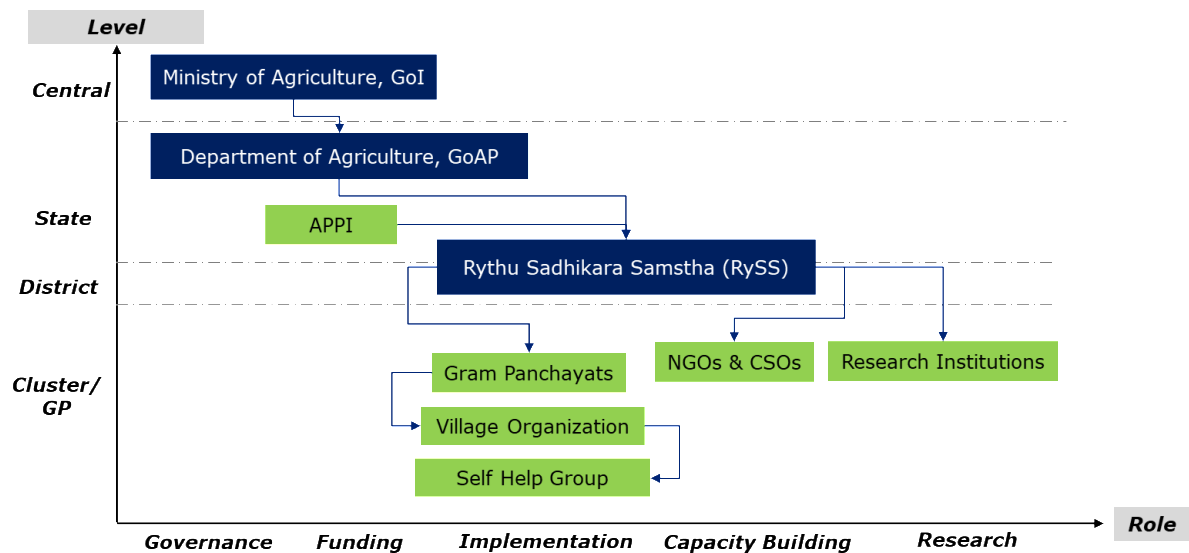 Level
Central
Ministry of Agriculture, GoI
Department of Agriculture, GoAP
State
APPI
Rythu Sadhikara Samstha (RySS)
District
Gram Panchayats
NGOs & CSOs
Research Institutions
Cluster/
GP
Village Organization
Self Help Group
Role
Governance
Funding
Implementation
Capacity Building
Research